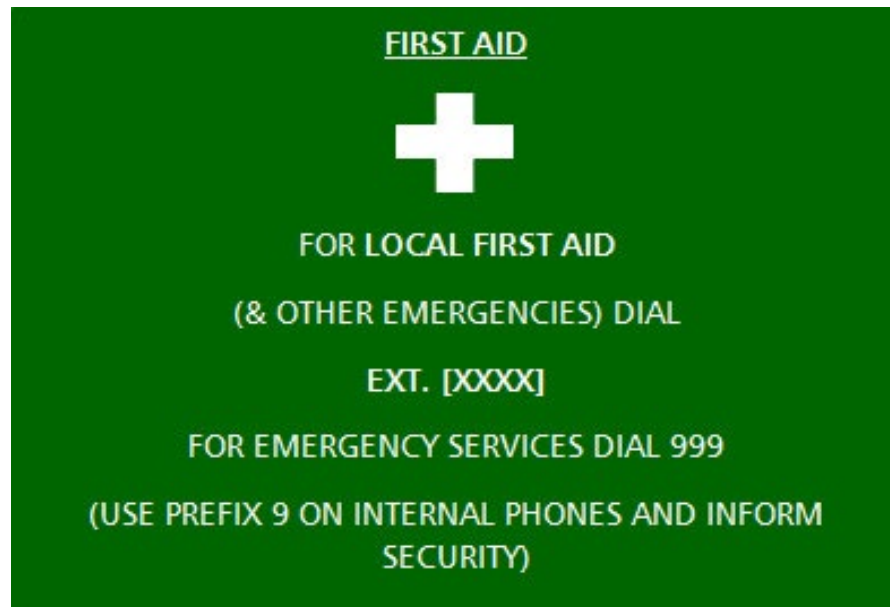 FIRST AID
FOR LOCAL FIRST AID
(& OTHER EMERGENCIES) DIAL
EXT. [XXXX]
FOR EMERGENCY SERVICES DIAL 999
(USE PREFIX 9 ON INTERNAL PHONES AND INFORM
SECURITY)